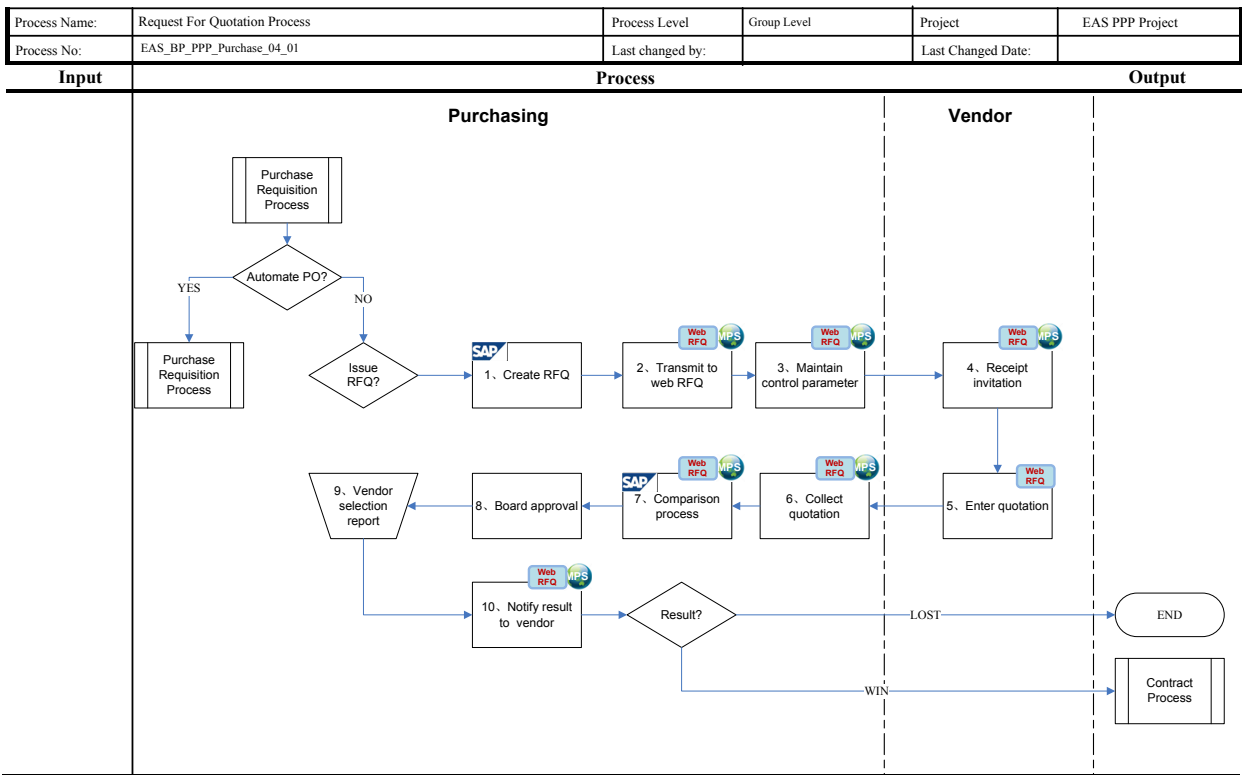 Process Name:
Request For Quotation Process
Process Level
Group Level
Project
EAS PPP Project
Process No:
EAS_BP_PPP_Purchase_04_01
Last changed by:
Last Changed Date:
Input
Process
Output
Purchasing
Vendor
Purchase
Requisition
Process
Automate PO?
YES
NO
Purchase
Requisition
Process
Issue
RFQ?
SAP
1、Create RFQ
Web
RFQ
MPS
2、Transmit to
web RFQ
Web
RFQ
MPS
3、Maintain
control parameter
Web
RFQ
MPS
4、Receipt
invitation
9、Vendor
selection
report
8、Board approval
SAP
Web
RFQ
MPS
7、Comparison
process
Web
RFQ
MPS
6、Collect
quotation
Web
RFQ
5、Enter quotation
Web
RFQ
MPS
10、Notify result
to vendor
Result?
LOST
END
WIN
Contract
Process